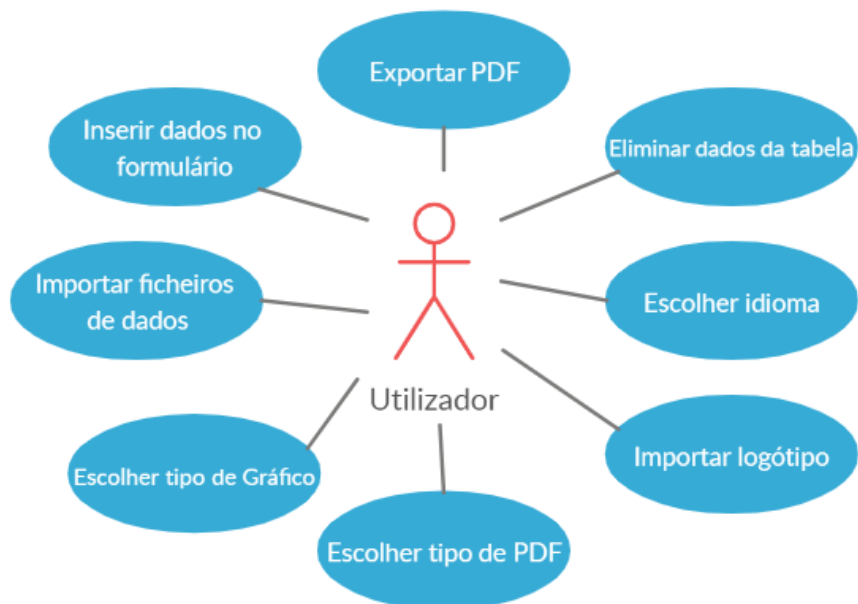 Exportar PDF
Inserir dados no
formulário
Eliminar dados da tabela
Importar ficheiros
de dados
Escolher idioma
Utilizador
Escolher tipo de Gráfico
Importar logótipo
Escolher tipo de PDF